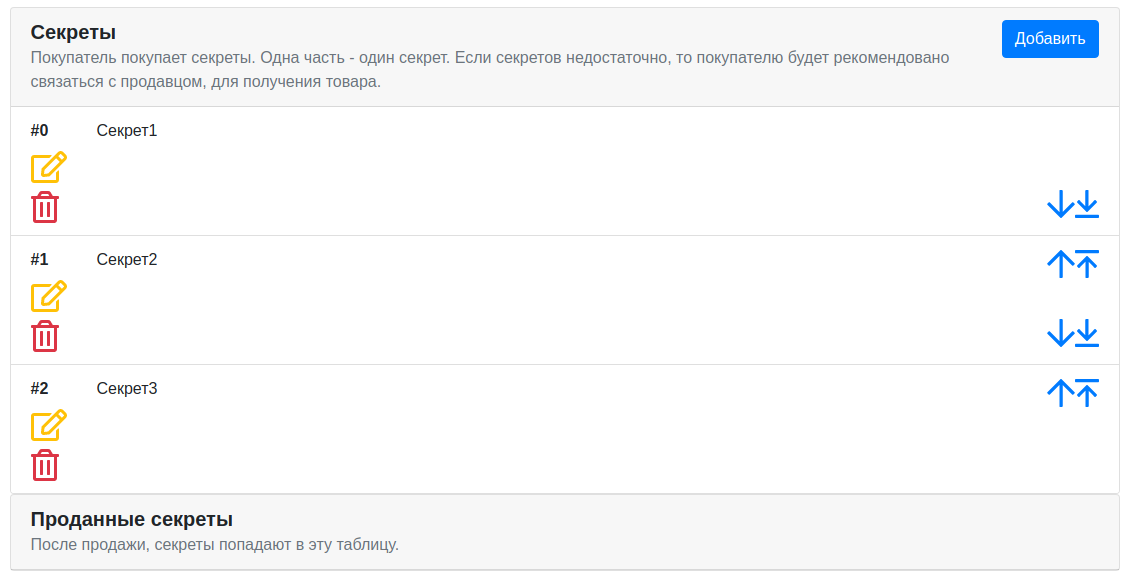 Секреты
Добавить
Покупатель покупает секреты. Одна часть - один секрет. Если секретов недостаточно, то покупателю будет рекомендовано
связаться с продавцом, для получения товара.
#0 Секрет1
#1 Секрет2
#2 Секрет3
Проданные секреты
После продажи, секреты попадают в эту таблицу.